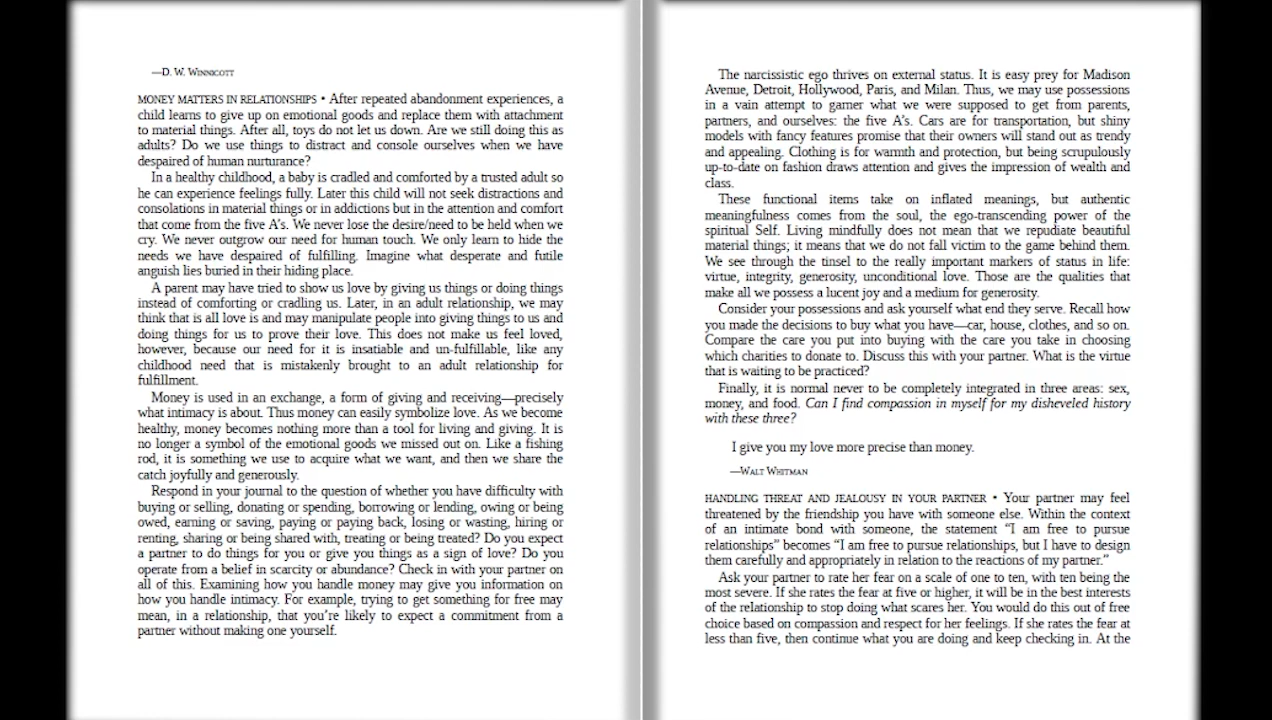 —D. W. Winnicott
MONEY MATTERS IN RELATIONSHIPS • After repeated abandonment experiences, a
child learns to give up on emotional goods and replace them with attachment
to material things. After all, toys do not let us down. Are we still doing this as
adults? Do we use things to distract and console ourselves when we have
despaired of human nurturance?
In a healthy childhood, a baby is cradled and comforted by a trusted adult so
he can experience feelings fully. Later this child will not seek distractions and
consolations in material things or in addictions but in the attention and comfort
that come from the five A's. We never lose the desire/need to be held when we
cry. We never outgrow our need for human touch. We only learn to hide the
needs we have despaired of fulfilling. Imagine what desperate and futile
anguish lies buried in their hiding place.
A parent may have tried to show us love by giving us things or doing things
instead of comforting or cradling us. Later, in an adult relationship, we may
think that is all love is and may manipulate people into giving things to us and
doing things for us to prove their love. This does not make us feel loved,
however, because our need for it is insatiable and un-fulfillable, like any
childhood need that is mistakenly brought to an adult relationship for
fulfillment.
Money is used in an exchange, a form of giving and receiving—precisely
what intimacy is about. Thus money can easily symbolize love. As we become
healthy, money becomes nothing more than a tool for living and giving. It is
no longer a symbol of the emotional goods we missed out on. Like a fishing
rod, it is something we use to acquire what we want, and then we share the
catch joyfully and generously.
Respond in your journal to the question of whether you have difficulty with
buying or selling, donating or spending, borrowing or lending, owing or being
owed, earning or saving, paying or paying back, losing or wasting, hiring or
renting, sharing or being shared with, treating or being treated? Do you expect
a partner to do things for you or give you things as a sign of love? Do you
operate from a belief in scarcity or abundance? Check in with your partner on
all of this. Examining how you handle money may give you information on
how you handle intimacy. For example, trying to get something for free may
mean, in a relationship, that you're likely to expect a commitment from a
partner without making one yourself.
The narcissistic ego thrives on external status. It is easy prey for Madison
Avenue, Detroit, Hollywood, Paris, and Milan. Thus, we may use possessions
in a vain attempt to garner what we were supposed to get from parents,
partners, and ourselves: the five A's. Cars are for transportation, but shiny
models with fancy features promise that their owners will stand out as trendy
and appealing. Clothing is for warmth and protection, but being scrupulously
up-to-date on fashion draws attention and gives the impression of wealth and
class.
These functional items take on inflated meanings, but authentic
meaningfulness comes from the soul, the ego-transcending power of the
spiritual Self. Living mindfully does not mean that we repudiate beautiful
material things; it means that we do not fall victim to the game behind them.
We see through the tinsel to the really important markers of status in life:
virtue, integrity, generosity, unconditional love. Those are the qualities that
make all we possess a lucent joy and a medium for generosity.
Consider your possessions and ask yourself what end they serve. Recall how
you made the decisions to buy what you have—car, house, clothes, and so on.
Compare the care you put into buying with the care you take in choosing
which charities to donate to. Discuss this with your partner. What is the virtue
that is waiting to be practiced?
Finally, it is normal never to be completely integrated in three areas: sex,
money, and food. Can I find compassion in myself for my disheveled history
with these three?
I give you my love more precise than money.
—Walt Whitman
HANDLING THREAT AND JEALOUSY IN YOUR PARTNER • Your partner may feel
threatened by the friendship you have with someone else. Within the context
of an intimate bond with someone, the statement “I am free to pursue
relationships” becomes “I am free to pursue relationships, but I have to design
them carefully and appropriately in relation to the reactions of my partner.”
Ask your partner to rate her fear on a scale of one to ten, with ten being the
most severe. If she rates the fear at five or higher, it will be in the best interests
of the relationship to stop doing what scares her. You would do this out of free
choice based on compassion and respect for her feelings. If she rates the fear at
less than five, then continue what you are doing and keep checking in. At the